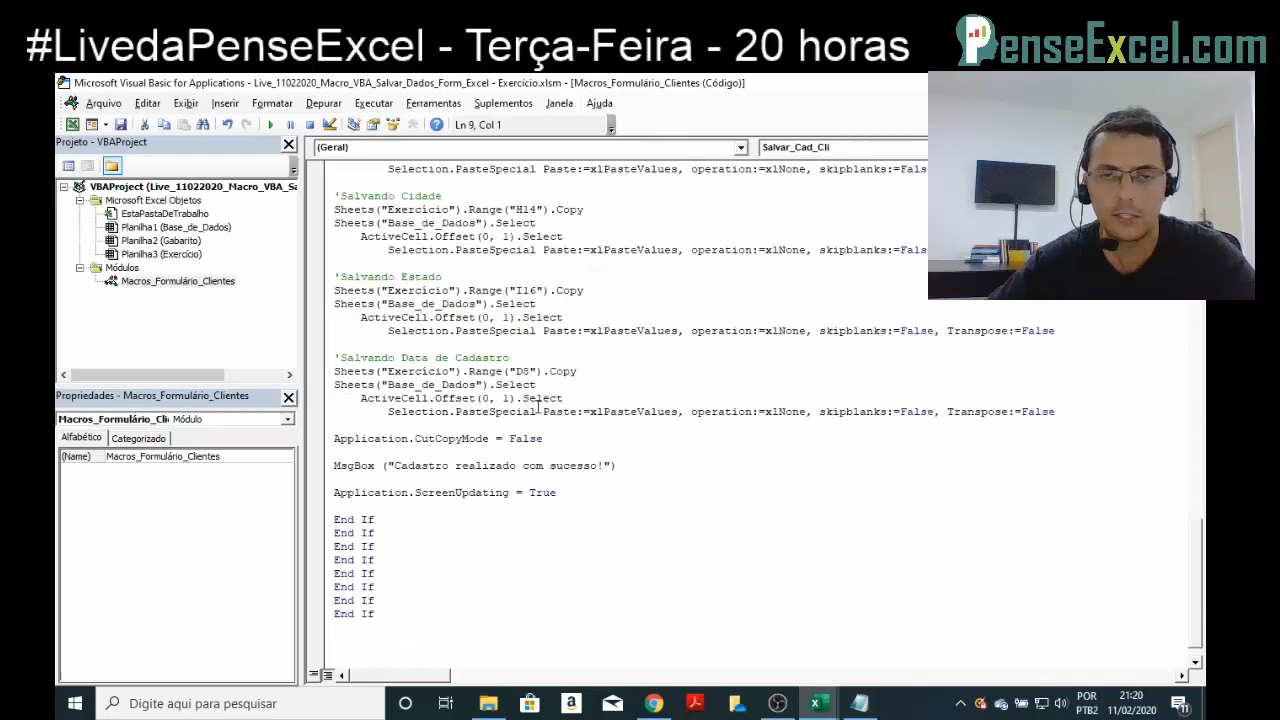 #LivedaPenseExcel - Terça-Feira - 20 horas
PenseExcel.com
Microsoft Visual Basic for Applications - Live_11022020_Macro_VBA_Salvar_Dados_Form_Excel - Exercício.xlsm - [Macros_Formulário_Clientes (Código)]
Arquivo Editar Exibir Inserir Formatar Depurar Executar Ferramentas Suplementos Janela Ajuda
Ln 9, Col 1
Projeto - VBAProject
VBAProject (Live_11022020_Macro_VBA_Sa
Microsoft Excel Objetos
EstaPastaDeTrabalho
Planilha1 (Base_de_Dados)
Planilha2 (Gabarito)
Planilha3 (Exercício)
Módulos
Macros_Formulário_Clientes
Propriedades - Macros_Formulário_Clientes
Macros_Formulário_Cli Módulo
Alfabético Categorizado
(Name) Macros_Formulário_Clientes
(Geral) Salvar_Cad_Cli
Selection.PasteSpecial Paste:=xlPasteValues, operation:=xlNone, skipblanks:=Fals
'Salvando Cidade
Sheets("Exercício").Range("H14").Copy
Sheets("Base_de_Dados").Select
ActiveCell.Offset(0, 1).Select
Selection.PasteSpecial Paste:=xlPasteValues, operation:=xlNone, skipblanks:=Fals
'Salvando Estado
Sheets("Exercício").Range("I16").Copy
Sheets("Base_de_Dados").Select
ActiveCell.Offset(0, 1).Select
Selection.PasteSpecial Paste:=xlPasteValues, operation:=xlNone, skipblanks:=False, Transpose:=False
'Salvando Data de Cadastro
Sheets("Exercício").Range("D8").Copy
Sheets("Base_de_Dados").Select
ActiveCell.Offset(0, 1).Select
Selection.PasteSpecial Paste:=xlPasteValues, operation:=xlNone, skipblanks:=False, Transpose:=False
Application.CutCopyMode = False
MsgBox ("Cadastro realizado com sucesso!")
Application.ScreenUpdating = True
End If
End If
End If
End If
End If
End If
End If
End If
Digite aqui para pesquisar
POR
PTB2
21:20
11/02/2020
11